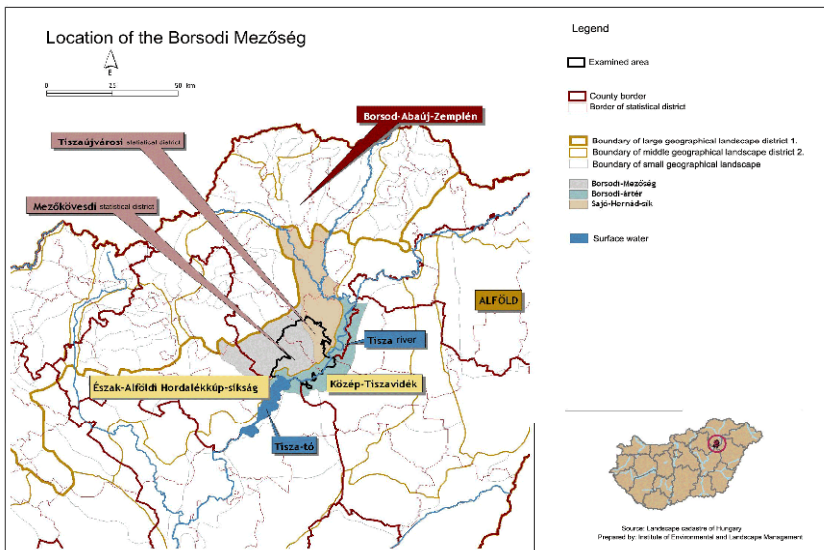 Location of the Borsodi Mezőség
E
0 25 50 km
Borsod-Abaúj-Zemplén
Tiszaújvárosi statistical district
Mezőkövesdi statistical district
ALFÖLD
Tisza river
Észak-Alföldi Hordalékkúp-síkság
Közép-Tiszavidék
Tisza-tó
Legend
Examined area
County border
Border of statistical district
Boundary of large geographical landscape district 1.
Boundary of middle geographical landscape district 2.
Boundary of small geographical landscape
Borsodi-Mezőség
Borsodi-ártér
Sajó-Hernád-sík
Surface water
Source: Landscape cadastre of Hungary
Prepared by: Institute of Environmental and Landscape Management